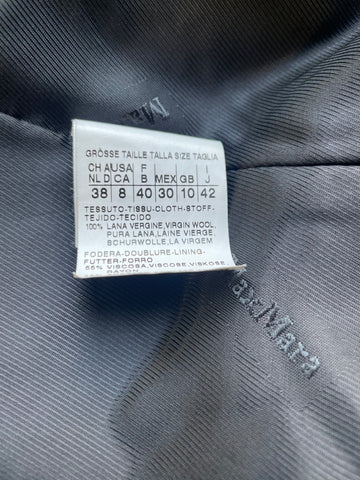 Ma
GRÖSSE TAILLE TALLA SIZE TAGLIA
CH A USA F I
NL D CA B MEX GB J
38 8 40 30 10 42
TESSUTO-TISSU-CLOTH-STOFF-
TEJIDO-TECIDO
100% LANA VERGINE, VIRGIN WOOL,
PURA LANA, LAINE VIERGE
SCHURWOLLE, LA VIRGEM
FODERA-DOUBLURE-LINING-
FUTTER-FORRO
55% VISCOSA, VISCOSE, VISKOSE,
RAYON
MaxMara